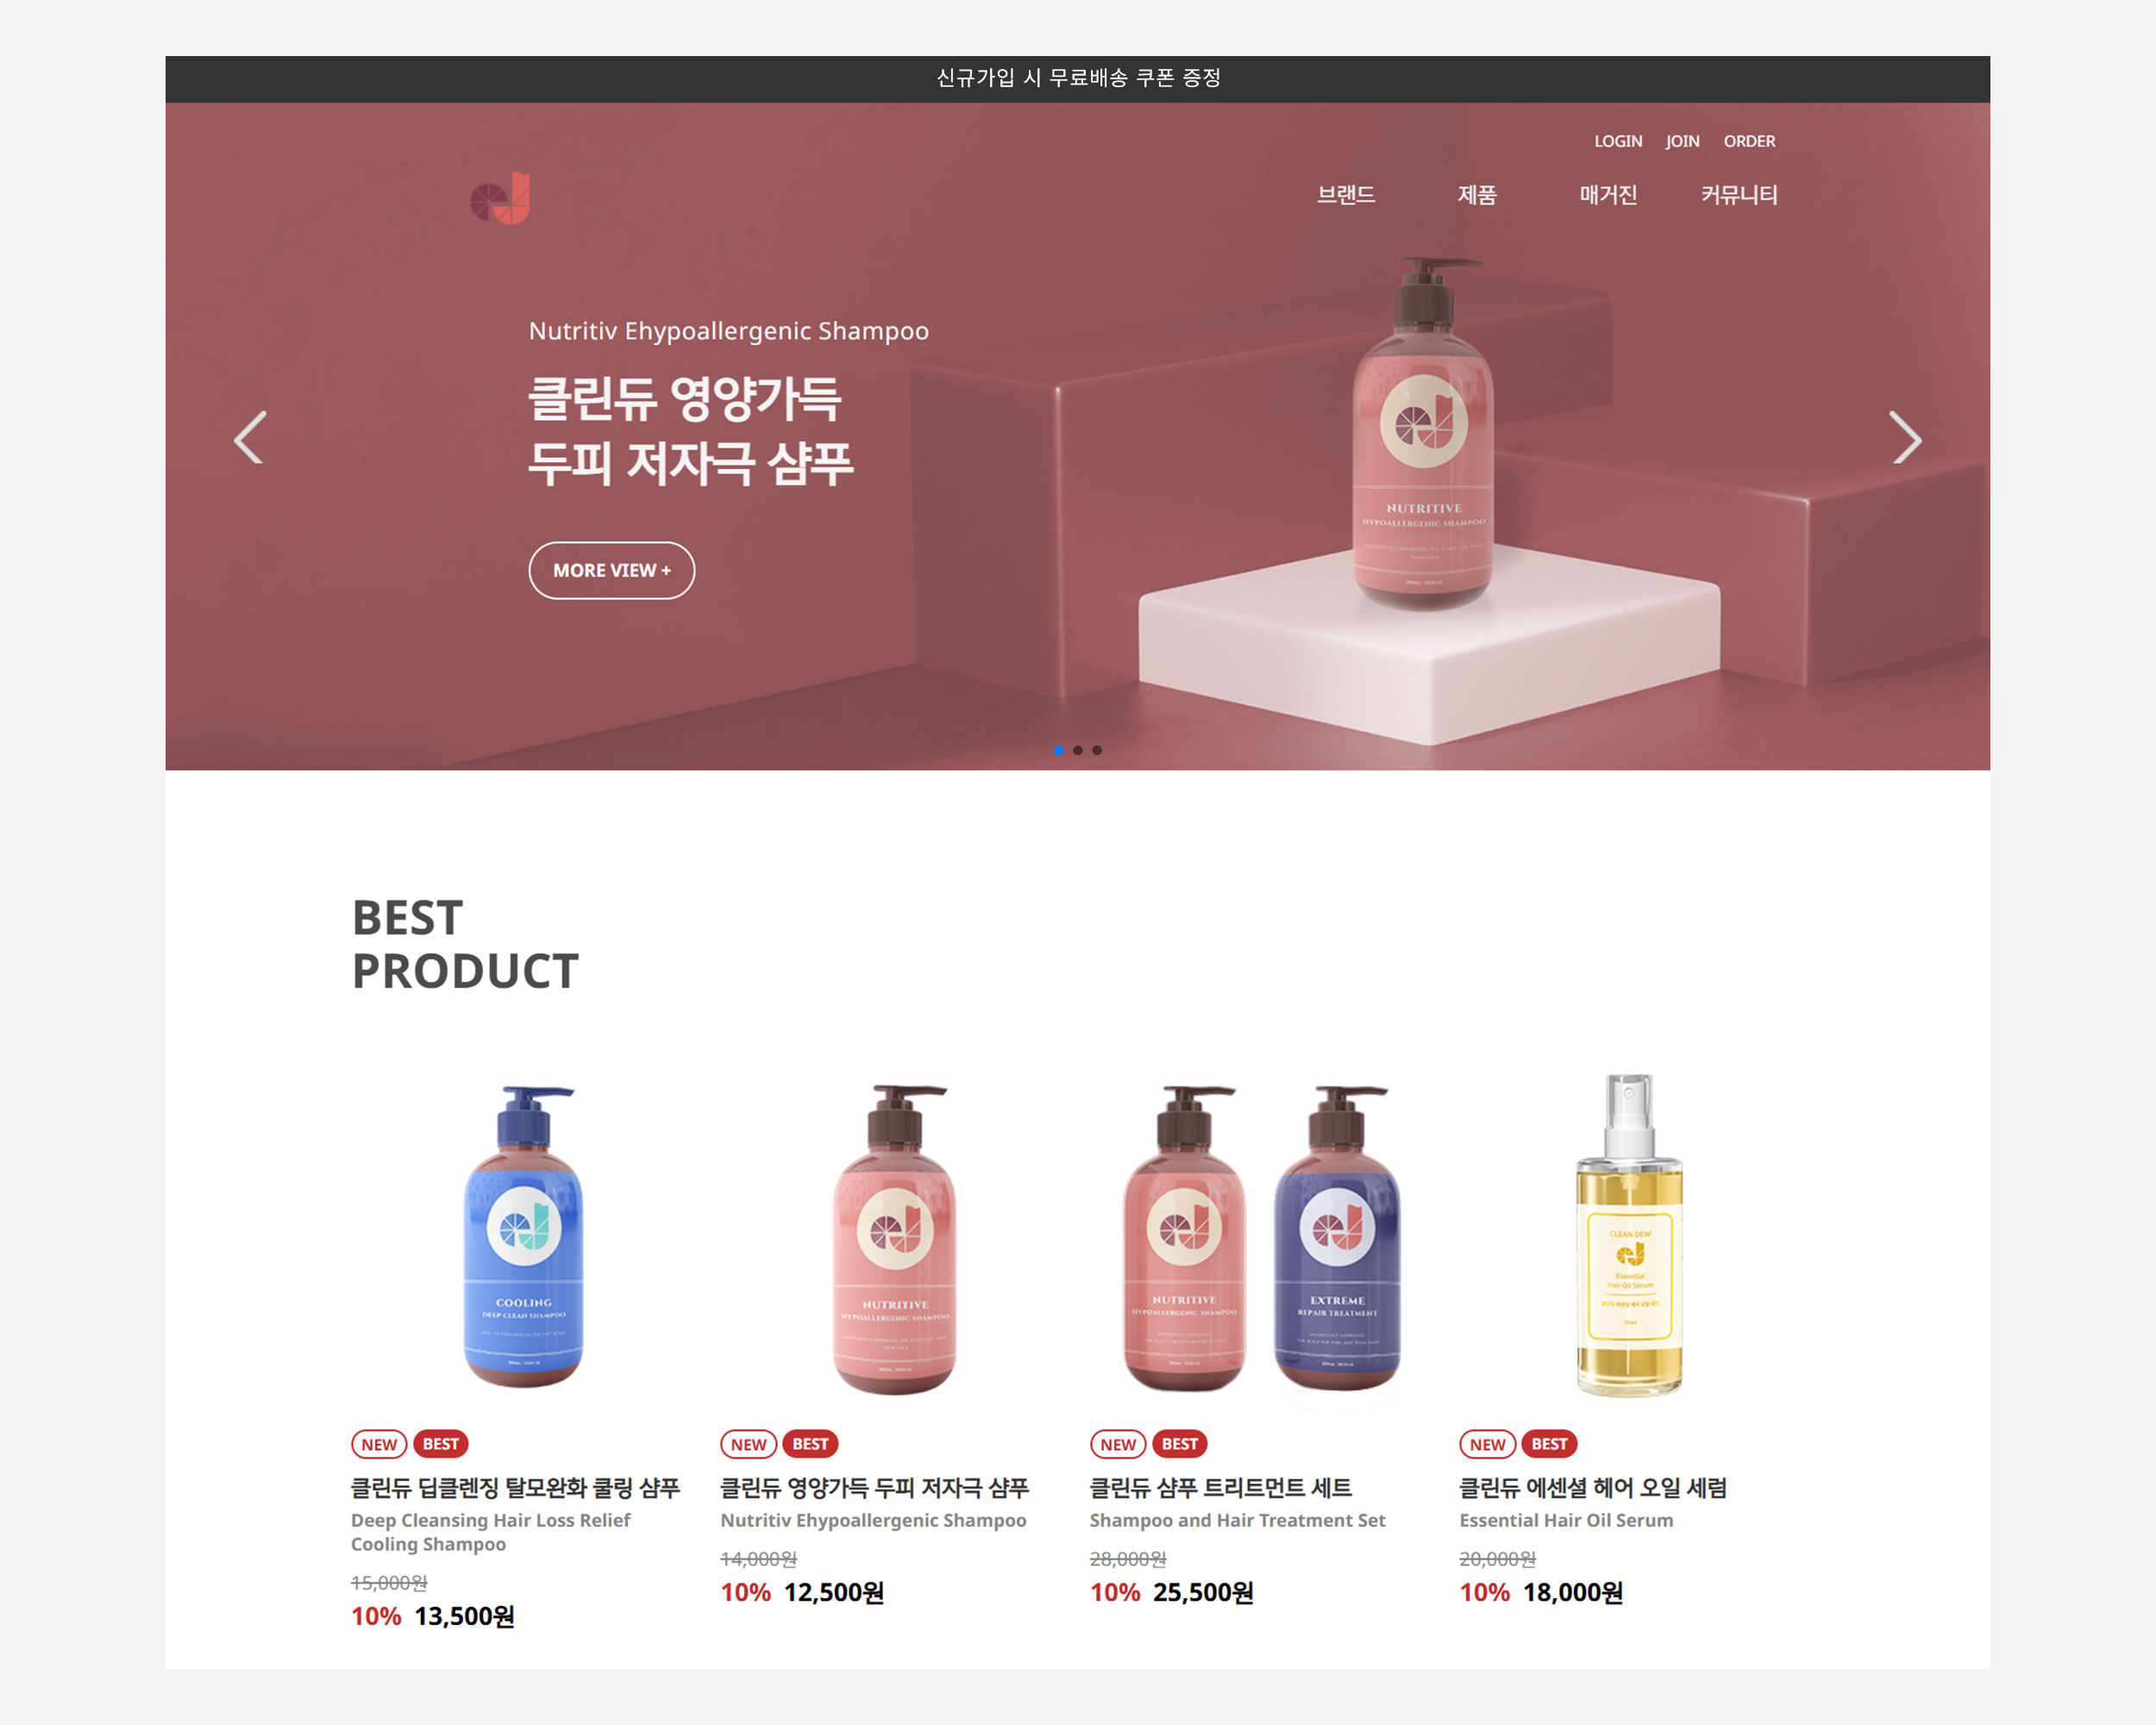 신규가입 시 무료배송 쿠폰 증정
LOGIN JOIN ORDER
브랜드 제품 매거진 커뮤니티
Nutritiv Ehypoallergenic Shampoo
클린듀 영양가득
두피 저자극 샴푸
MORE VIEW +
NUTRITIVE
HYPOALLERGENIC SHAMPOO
BEST
PRODUCT
COOLING
DEEP CLEAN SHAMPOO
NUTRITIVE
HYPOALLERGENIC SHAMPOO
NUTRITIVE
HYPOALLERGENIC SHAMPOO
EXTREME
REPAIR TREATMENT
CLEAN DEW
Essential
Hair Oil Serum
NEW BEST
클린듀 딥클렌징 탈모완화 쿨링 샴푸
Deep Cleansing Hair Loss Relief
Cooling Shampoo
15,000원
10% 13,500원
NEW BEST
클린듀 영양가득 두피 저자극 샴푸
Nutritiv Ehypoallergenic Shampoo
14,000원
10% 12,500원
NEW BEST
클린듀 샴푸 트리트먼트 세트
Shampoo and Hair Treatment Set
28,000원
10% 25,500원
NEW BEST
클린듀 에센셜 헤어 오일 세럼
Essential Hair Oil Serum
20,000원
10% 18,000원